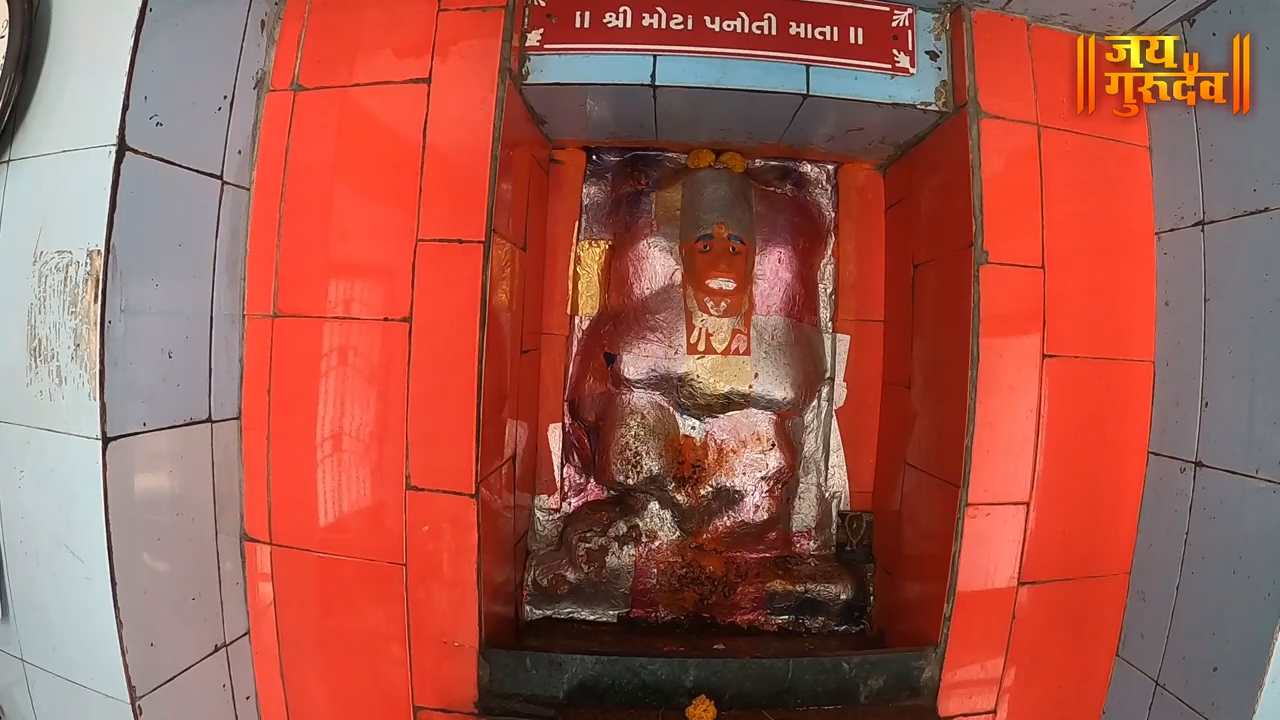 ॥ શ્રી મોટા પનોતી માતા ॥
॥ जय गुरुदेव ॥